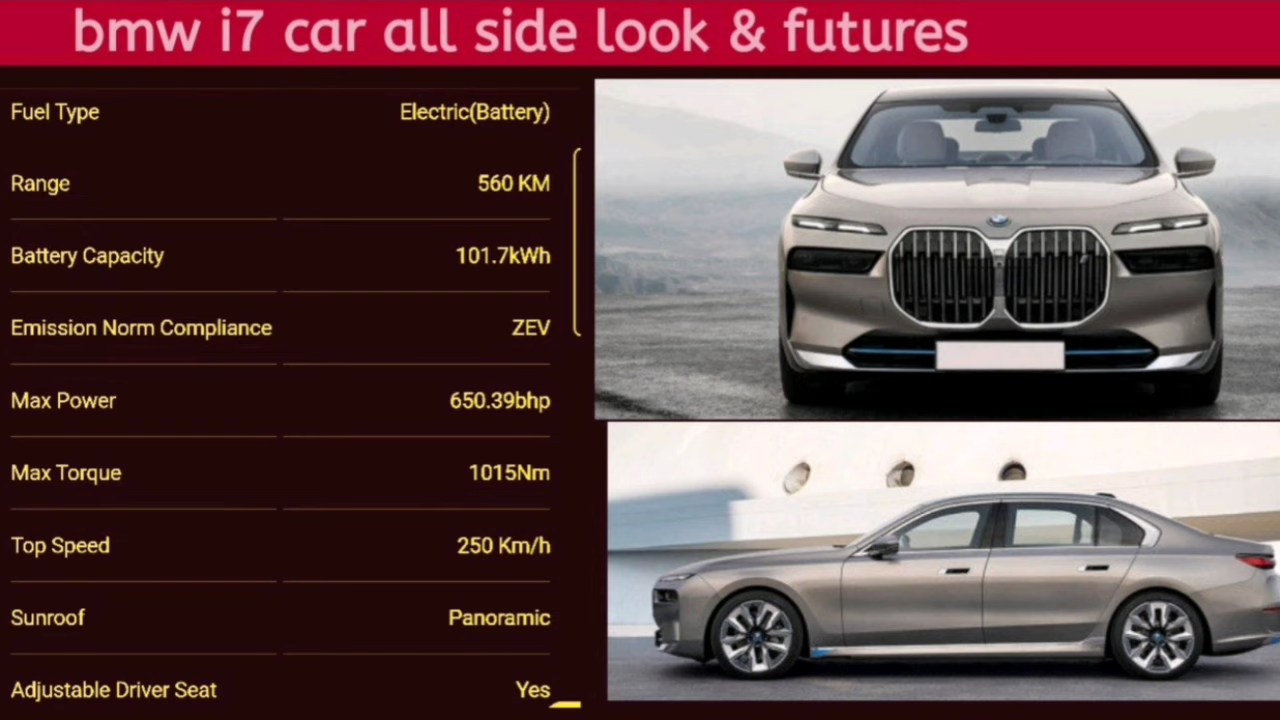 bmw i7 car all side look & futures
Fuel Type Electric(Battery)
Range 560 KM
Battery Capacity 101.7kWh
Emission Norm Compliance ZEV
Max Power 650.39bhp
Max Torque 1015Nm
Top Speed 250 Km/h
Sunroof Panoramic
Adjustable Driver Seat Yes